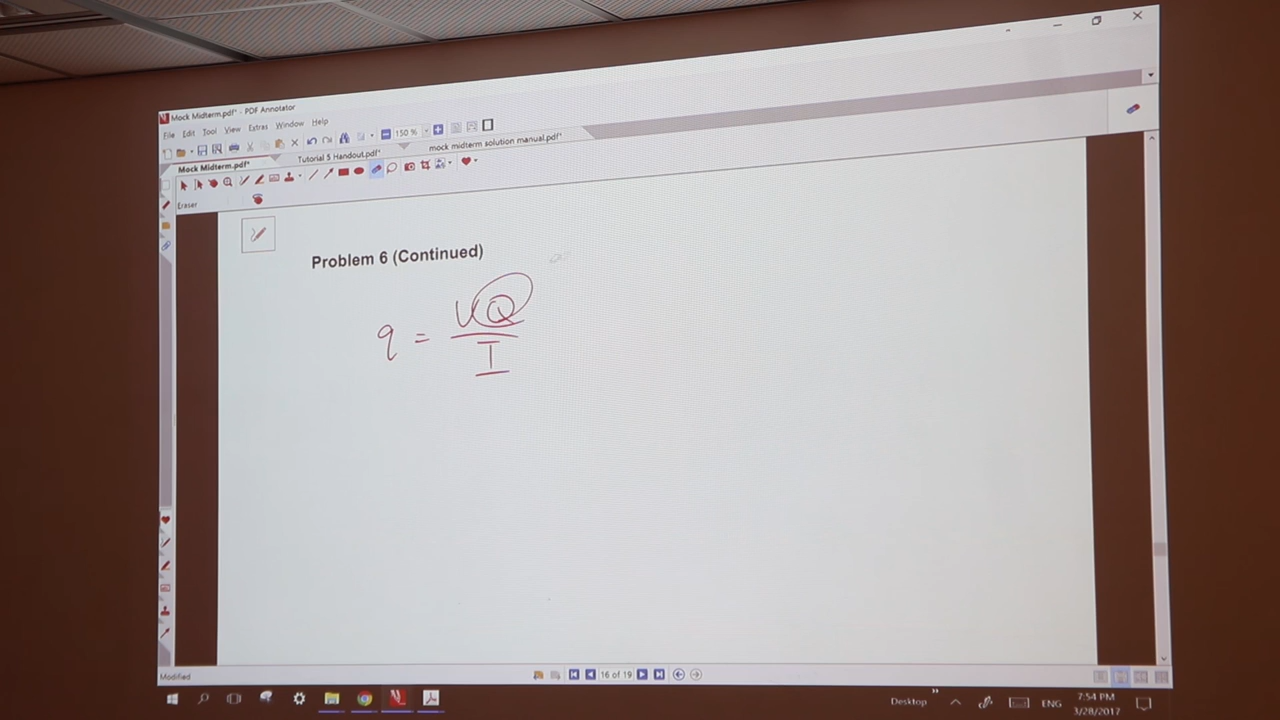 Mock Midterm.pdf* - PDF Annotator
File Edit Tool View Extras Window Help
150 %
Mock Midterm.pdf* Tutorial 5 Handout.pdf* mock midterm solution manual.pdf*
Eraser
Problem 6 (Continued)
q = VQ
I
Modified
16 of 19
Desktop
ENG
7:54 PM
3/28/2017